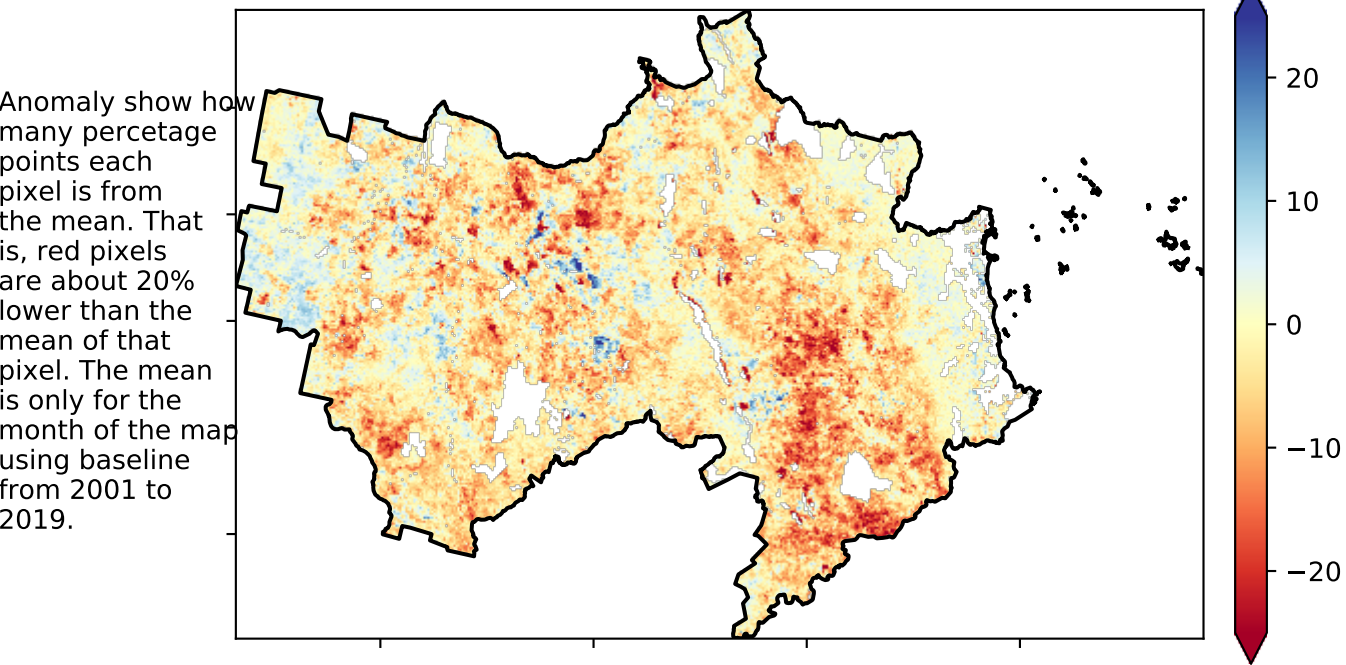 Anomaly show how
many percetage
points each
pixel is from
the mean. That
is, red pixels
are about 20%
lower than the
mean of that
pixel. The mean
is only for the
month of the map
using baseline
from 2001 to
2019.
20
10
0
−10
−20